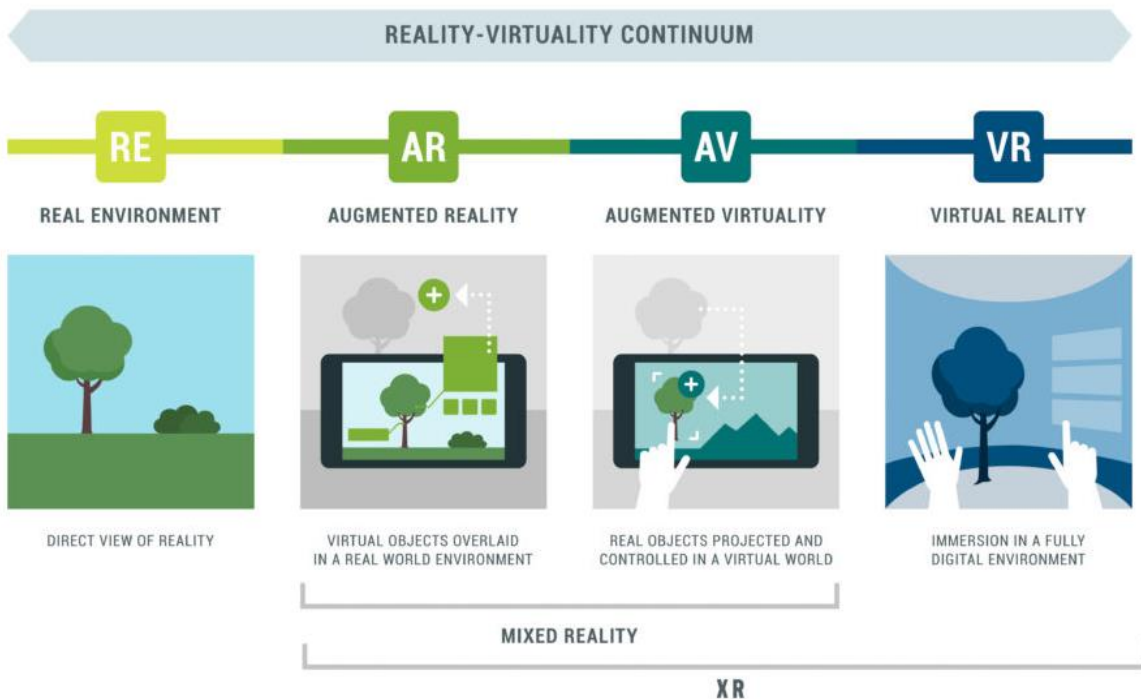 REALITY-VIRTUALITY CONTINUUM
RE
AR
AV
VR
REAL ENVIRONMENT
AUGMENTED REALITY
AUGMENTED VIRTUALITY
VIRTUAL REALITY
DIRECT VIEW OF REALITY
VIRTUAL OBJECTS OVERLAID
IN A REAL WORLD ENVIRONMENT
REAL OBJECTS PROJECTED AND
CONTROLLED IN A VIRTUAL WORLD
IMMERSION IN A FULLY
DIGITAL ENVIRONMENT
MIXED REALITY
XR